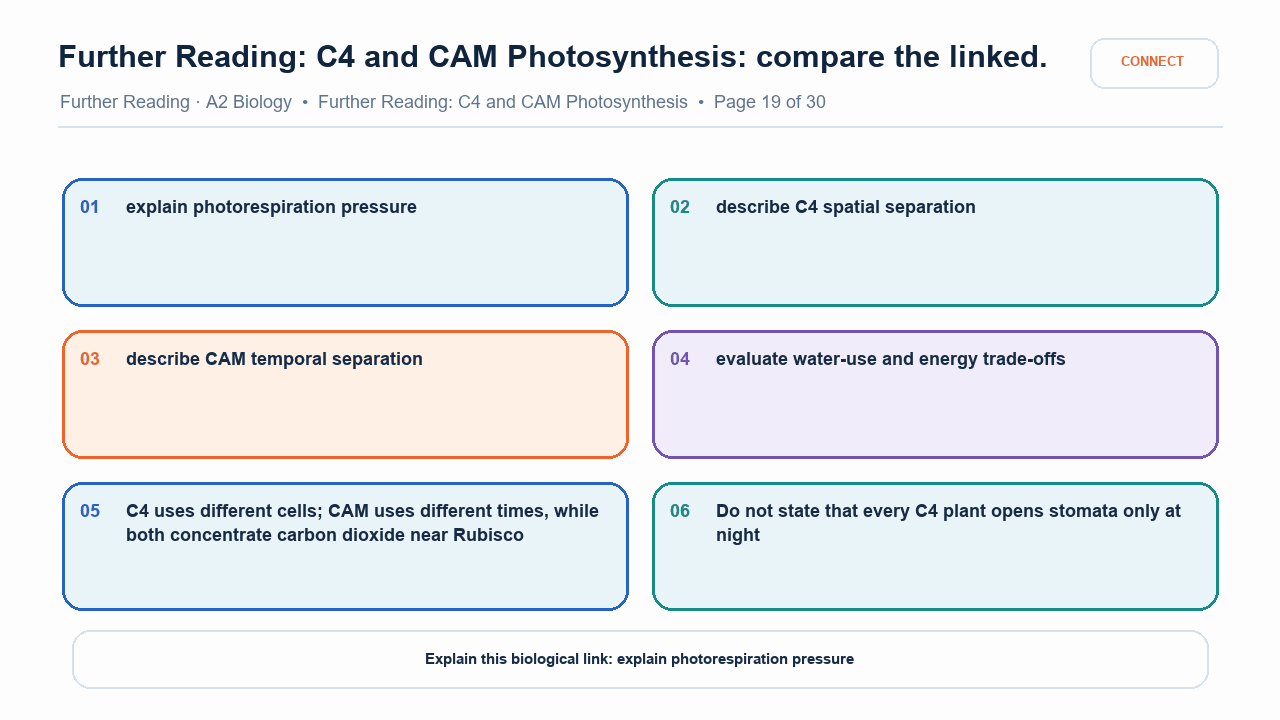 Further Reading: C4 and CAM Photosynthesis: compare the linked.
CONNECT
Further Reading · A2 Biology • Further Reading: C4 and CAM Photosynthesis • Page 19 of 30
01 explain photorespiration pressure
02 describe C4 spatial separation
03 describe CAM temporal separation
04 evaluate water-use and energy trade-offs
05 C4 uses different cells; CAM uses different times, while
both concentrate carbon dioxide near Rubisco
06 Do not state that every C4 plant opens stomata only at
night
Explain this biological link: explain photorespiration pressure